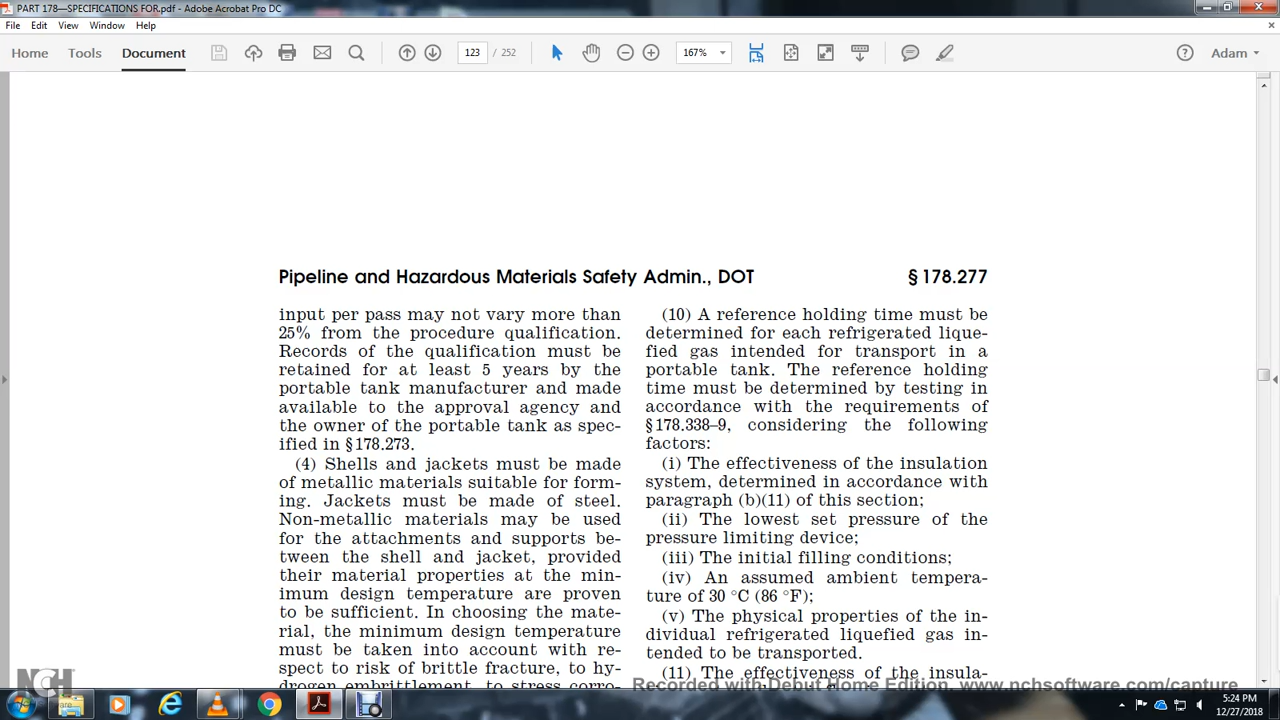 PART 178—SPECIFICATIONS FOR.pdf - Adobe Acrobat Pro DC
File Edit View Window Help
Home Tools Document 123 / 252 167% Adam
Pipeline and Hazardous Materials Safety Admin., DOT § 178.277
input per pass may not vary more than
25% from the procedure qualification.
Records of the qualification must be
retained for at least 5 years by the
portable tank manufacturer and made
available to the approval agency and
the owner of the portable tank as spec-
ified in § 178.273.
(4) Shells and jackets must be made
of metallic materials suitable for form-
ing. Jackets must be made of steel.
Non-metallic materials may be used
for the attachments and supports be-
tween the shell and jacket, provided
their material properties at the min-
imum design temperature are proven
to be sufficient. In choosing the mate-
rial, the minimum design temperature
must be taken into account with re-
spect to risk of brittle fracture, to hy-
drogen embrittlement, to stress corro-
(10) A reference holding time must be
determined for each refrigerated lique-
fied gas intended for transport in a
portable tank. The reference holding
time must be determined by testing in
accordance with the requirements of
§ 178.338–9, considering the following
factors:
(i) The effectiveness of the insulation
system, determined in accordance with
paragraph (b)(11) of this section;
(ii) The lowest set pressure of the
pressure limiting device;
(iii) The initial filling conditions;
(iv) An assumed ambient tempera-
ture of 30 °C (86 °F);
(v) The physical properties of the in-
dividual refrigerated liquefied gas in-
tended to be transported.
(11) The effectiveness of the insula-
NCH
Recorded with Debut Home Edition. www.nchsoftware.com/capture
5:24 PM
12/27/2018